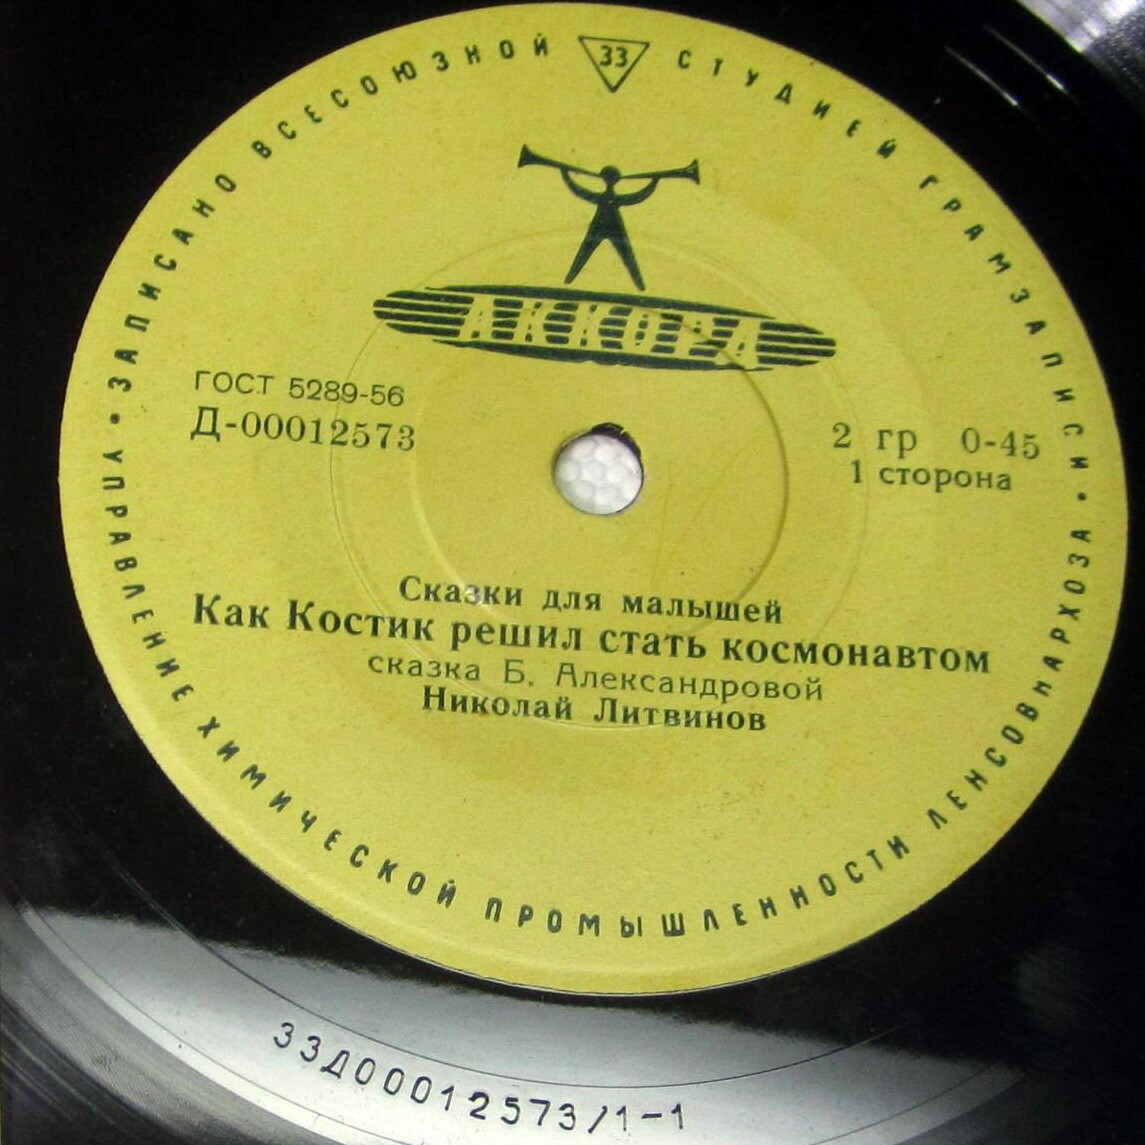 ЗАПИСАНО ВСЕСОЮЗНОЙ 33 СТУДИЕЙ ГРАМЗАПИСИ
АККОРД
ГОСТ 5289-56
Д-00012573
2 гр 0-45
1 сторона
Сказки для малышей
Как Костик решил стать космонавтом
сказка Б. Александровой
Николай Литвинов
УПРАВЛЕНИЕ ХИМИЧЕСКОЙ ПРОМЫШЛЕННОСТИ ЛЕНСОВНАРХОЗА
33Д00012573/1-1